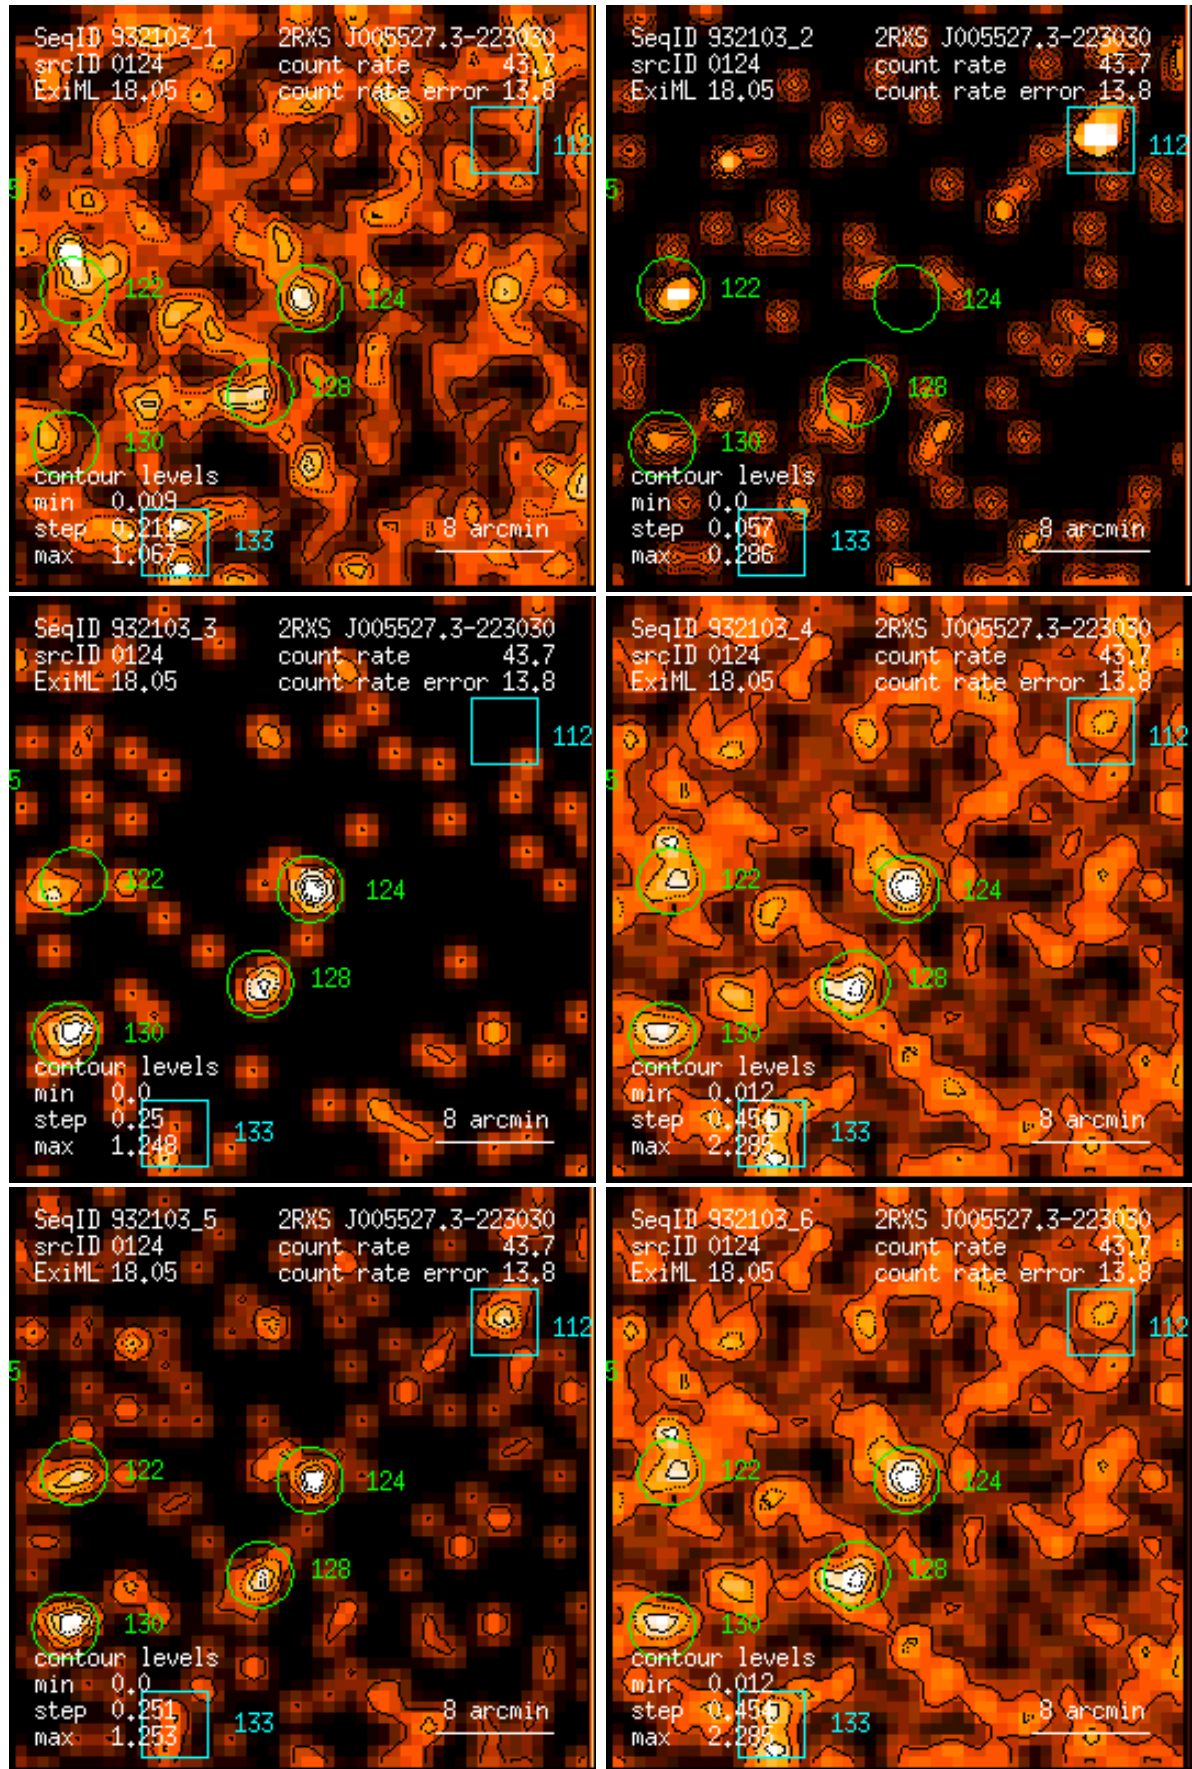 SeqID 932103_1 2RXS J005527.3-223030
srcID 0124 count rate 43.7
ExiML 18.05 count rate error 13.8
112
5
122
124
128
130
contour levels
min 0.009
step 0.211
max 1.067
133
8 arcmin
SeqID 932103_2 2RXS J005527.3-223030
srcID 0124 count rate 43.7
ExiML 18.05 count rate error 13.8
112
5
122
124
128
130
contour levels
min 0.0
step 0.057
max 0.286
133
8 arcmin
SeqID 932103_3 2RXS J005527.3-223030
srcID 0124 count rate 43.7
ExiML 18.05 count rate error 13.8
112
5
122
124
128
130
contour levels
min 0.0
step 0.25
max 1.248
133
8 arcmin
SeqID 932103_4 2RXS J005527.3-223030
srcID 0124 count rate 43.7
ExiML 18.05 count rate error 13.8
112
5
122
124
128
130
contour levels
min 0.012
step 0.454
max 2.285
133
8 arcmin
SeqID 932103_5 2RXS J005527.3-223030
srcID 0124 count rate 43.7
ExiML 18.05 count rate error 13.8
112
5
122
124
128
130
contour levels
min 0.0
step 0.251
max 1.253
133
8 arcmin
SeqID 932103_6 2RXS J005527.3-223030
srcID 0124 count rate 43.7
ExiML 18.05 count rate error 13.8
112
5
122
124
128
130
contour levels
min 0.012
step 0.454
max 2.285
133
8 arcmin